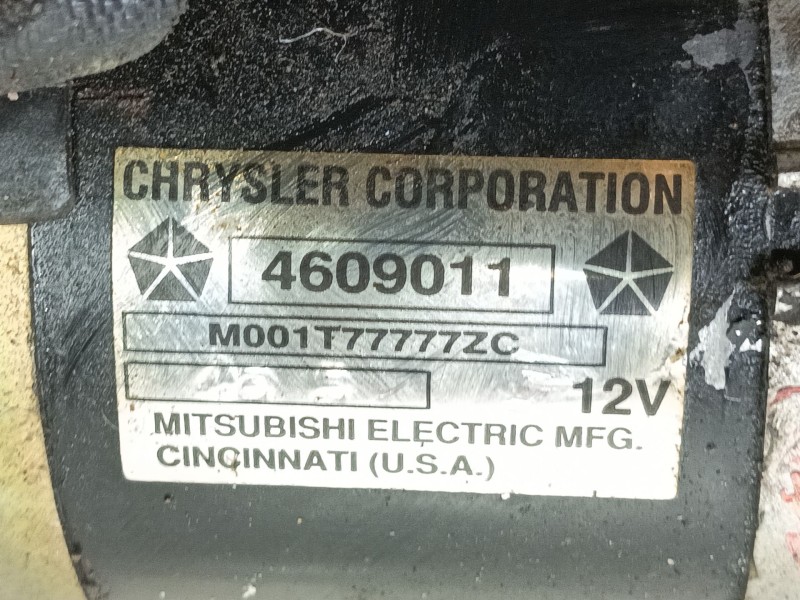 CHRYSLER CORPORATION
4609011
M001T77777ZC
12V
MITSUBISHI ELECTRIC MFG.
CINCINNATI (U.S.A.)